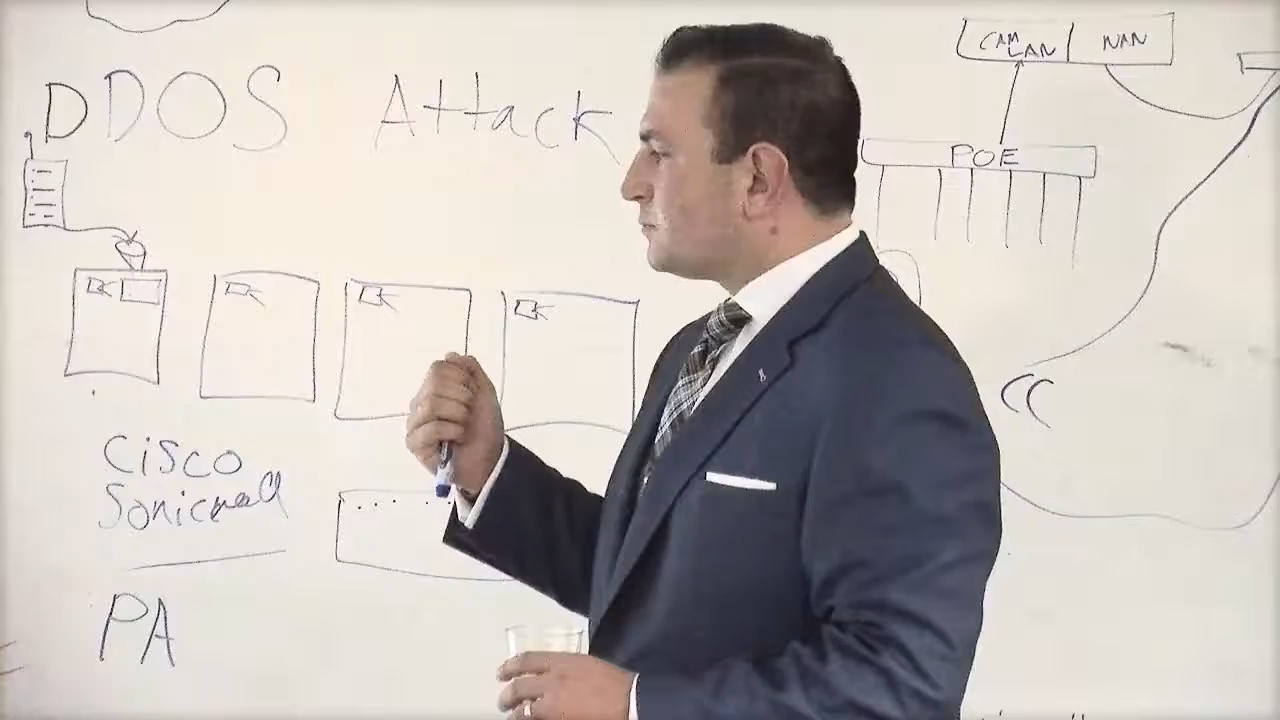 CAM LAN WAN
DDOS Attack
POE
Cisco
Sonicwall
PA